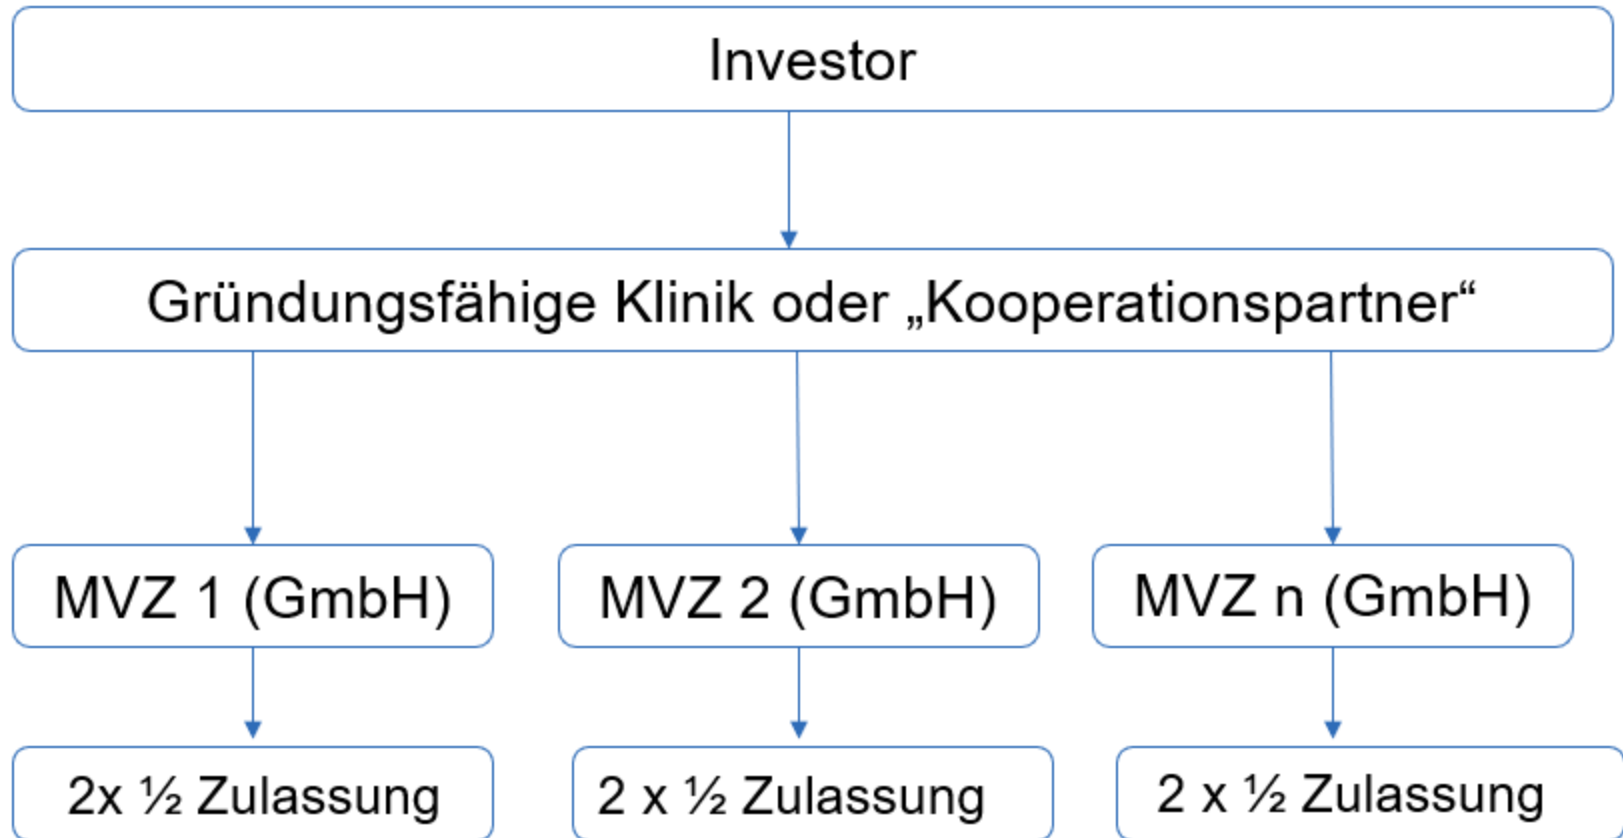 Investor
Gründungsfähige Klinik oder „Kooperationspartner“
MVZ 1 (GmbH)
MVZ 2 (GmbH)
MVZ n (GmbH)
2x ½ Zulassung
2 x ½ Zulassung
2 x ½ Zulassung